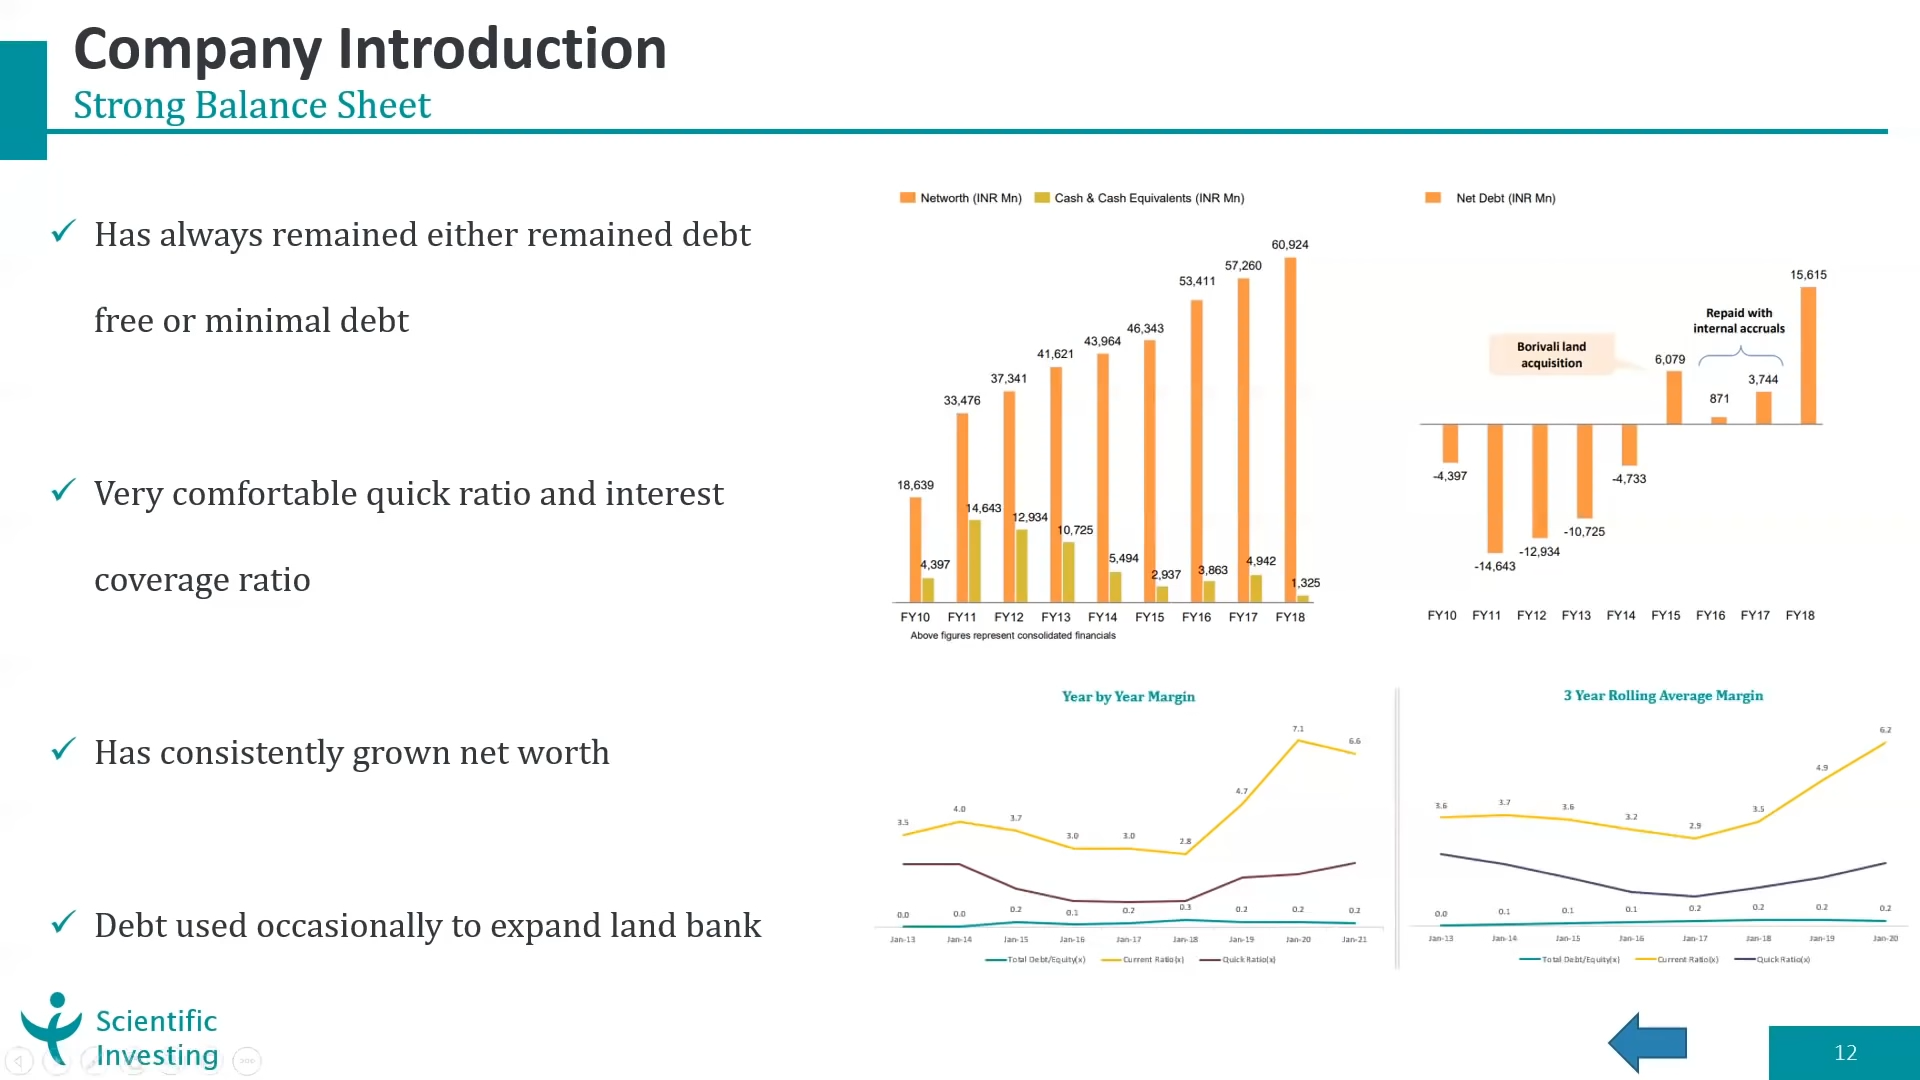 Company Introduction
Strong Balance Sheet
✓ Has always remained either remained debt
free or minimal debt
✓ Very comfortable quick ratio and interest
coverage ratio
✓ Has consistently grown net worth
✓ Debt used occasionally to expand land bank
Networth (INR Mn) Cash & Cash Equivalents (INR Mn)
60,924
57,260
53,411
46,343
43,964
41,621
37,341
33,476
18,639
14,643
12,934
10,725
5,494
4,397
2,937
3,863
4,942
1,325
FY10 FY11 FY12 FY13 FY14 FY15 FY16 FY17 FY18
Above figures represent consolidated financials
Net Debt (INR Mn)
15,615
Repaid with
internal accruals
Borivali land
acquisition
6,079
3,744
871
-4,397
-4,733
-10,725
-12,934
-14,643
FY10 FY11 FY12 FY13 FY14 FY15 FY16 FY17 FY18
Year by Year Margin
3.5 4.0 3.7 3.0 3.0 2.8 4.7 7.1 6.6
0.0 0.0 0.2 0.1 0.2 0.3 0.2 0.2 0.2
Jan-13 Jan-14 Jan-15 Jan-16 Jan-17 Jan-18 Jan-19 Jan-20 Jan-21
Total Debt/Equity(x) Current Ratio(x) Quick Ratio(x)
3 Year Rolling Average Margin
3.6 3.7 3.6 3.2 2.9 3.5 4.9 6.2
0.0 0.1 0.1 0.1 0.2 0.2 0.2 0.2
Jan-13 Jan-14 Jan-15 Jan-16 Jan-17 Jan-18 Jan-19 Jan-20
Total Debt/Equity(x) Current Ratio(x) Quick Ratio(x)
Scientific
Investing
12